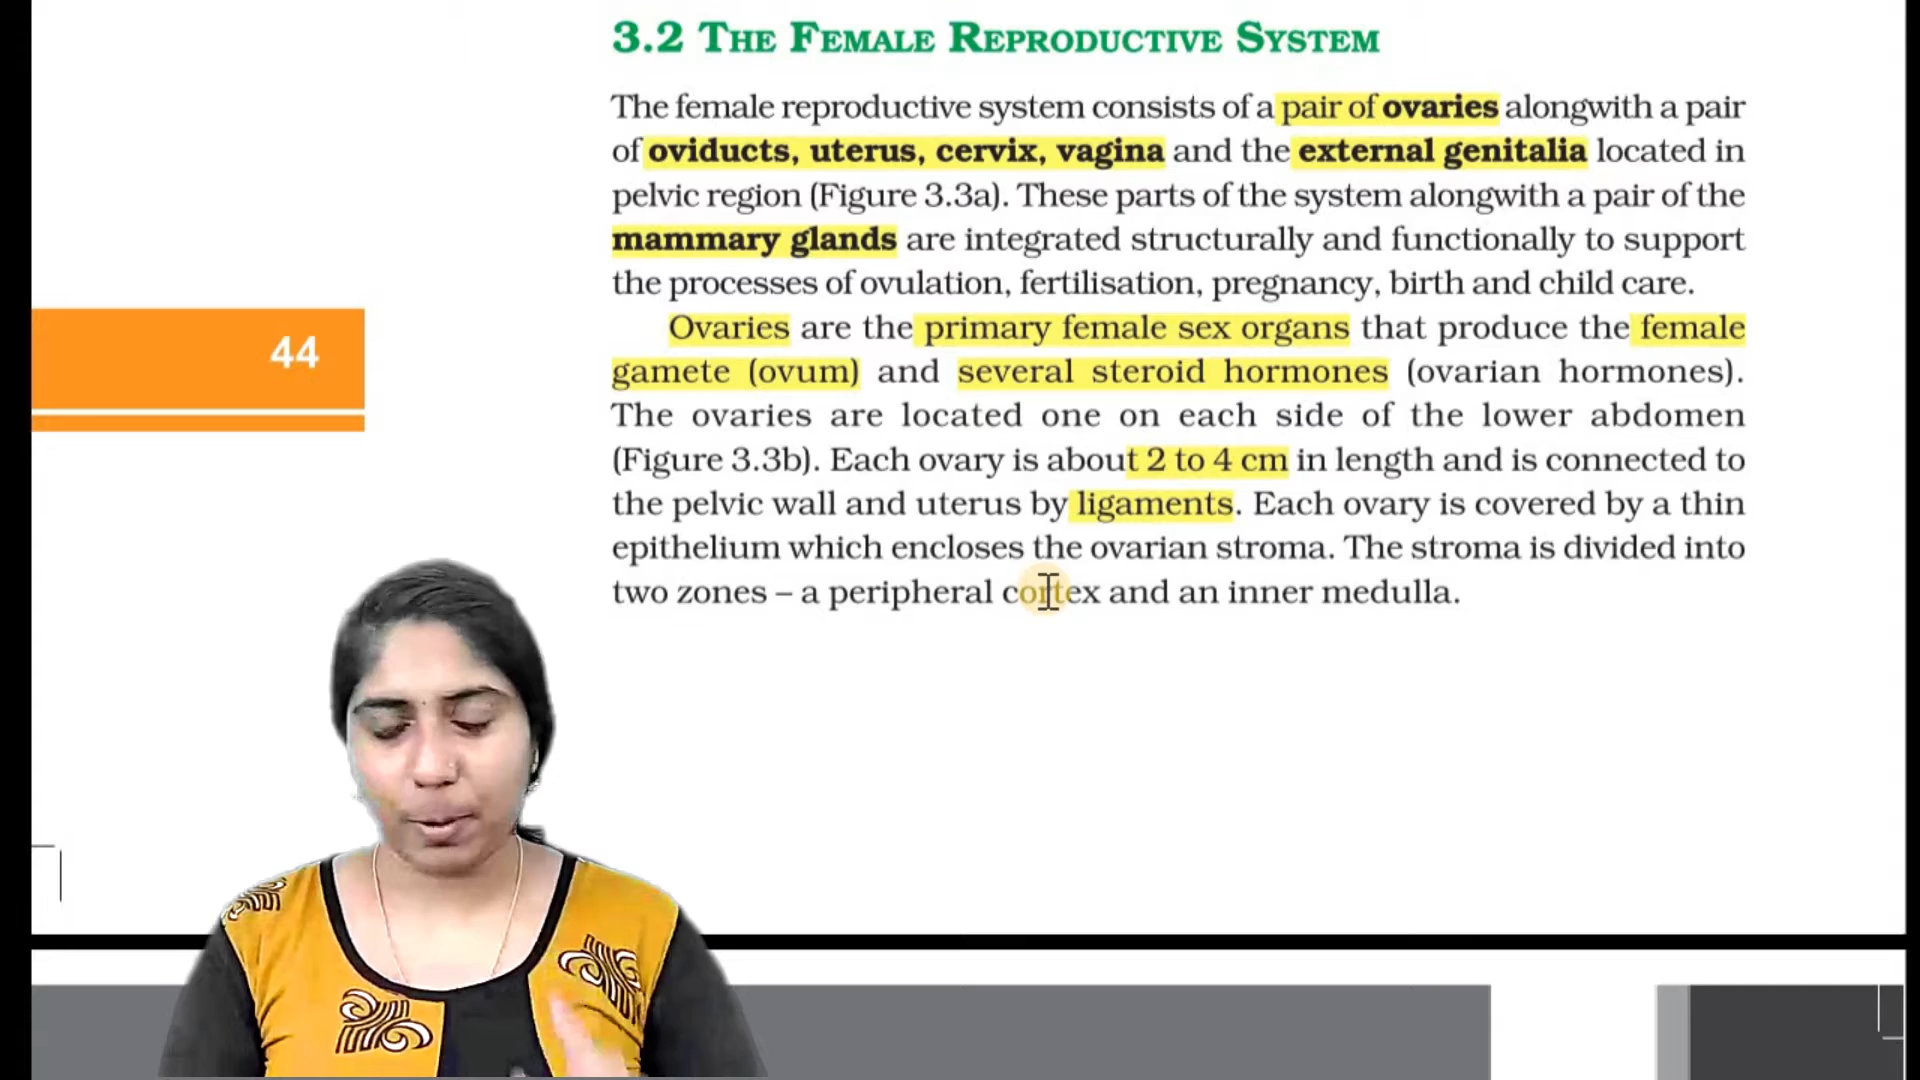 3.2 THE FEMALE REPRODUCTIVE SYSTEM
The female reproductive system consists of a pair of ovaries alongwith a pair
of oviducts, uterus, cervix, vagina and the external genitalia located in
pelvic region (Figure 3.3a). These parts of the system alongwith a pair of the
mammary glands are integrated structurally and functionally to support
the processes of ovulation, fertilisation, pregnancy, birth and child care.
Ovaries are the primary female sex organs that produce the female
gamete (ovum) and several steroid hormones (ovarian hormones).
The ovaries are located one on each side of the lower abdomen
(Figure 3.3b). Each ovary is about 2 to 4 cm in length and is connected to
the pelvic wall and uterus by ligaments. Each ovary is covered by a thin
epithelium which encloses the ovarian stroma. The stroma is divided into
two zones – a peripheral cortex and an inner medulla.
44